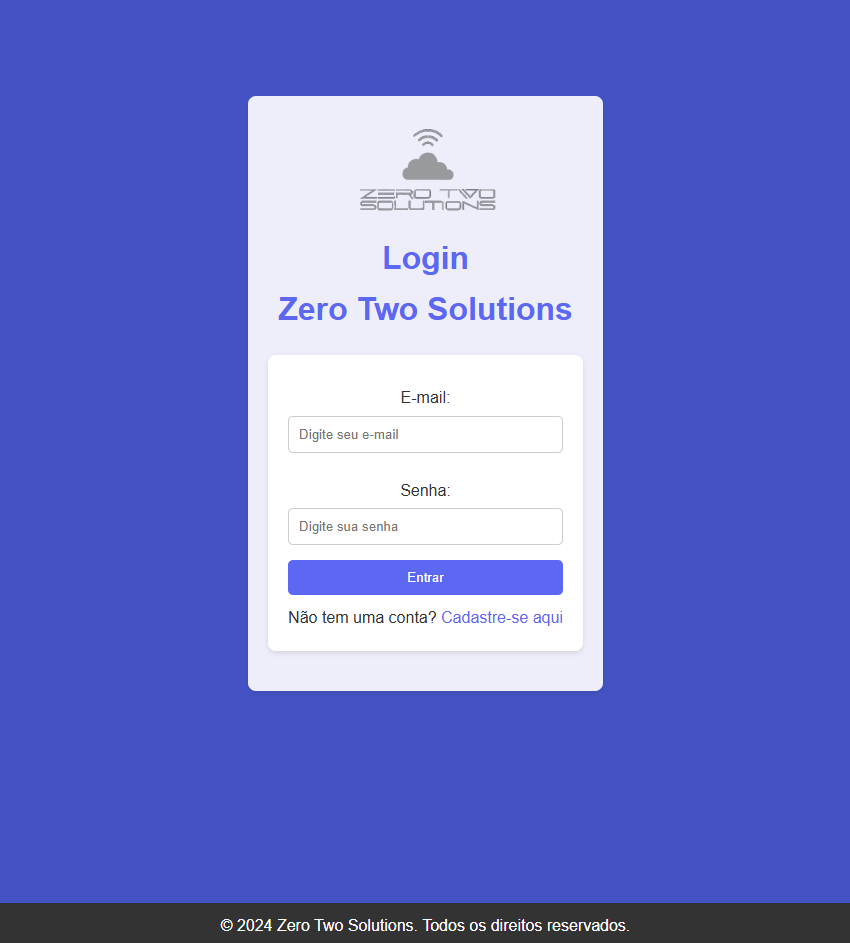 ZERO TWO
SOLUTIONS
Login
Zero Two Solutions
E-mail:
Digite seu e-mail
Senha:
Digite sua senha
Entrar
Não tem uma conta? Cadastre-se aqui
© 2024 Zero Two Solutions. Todos os direitos reservados.